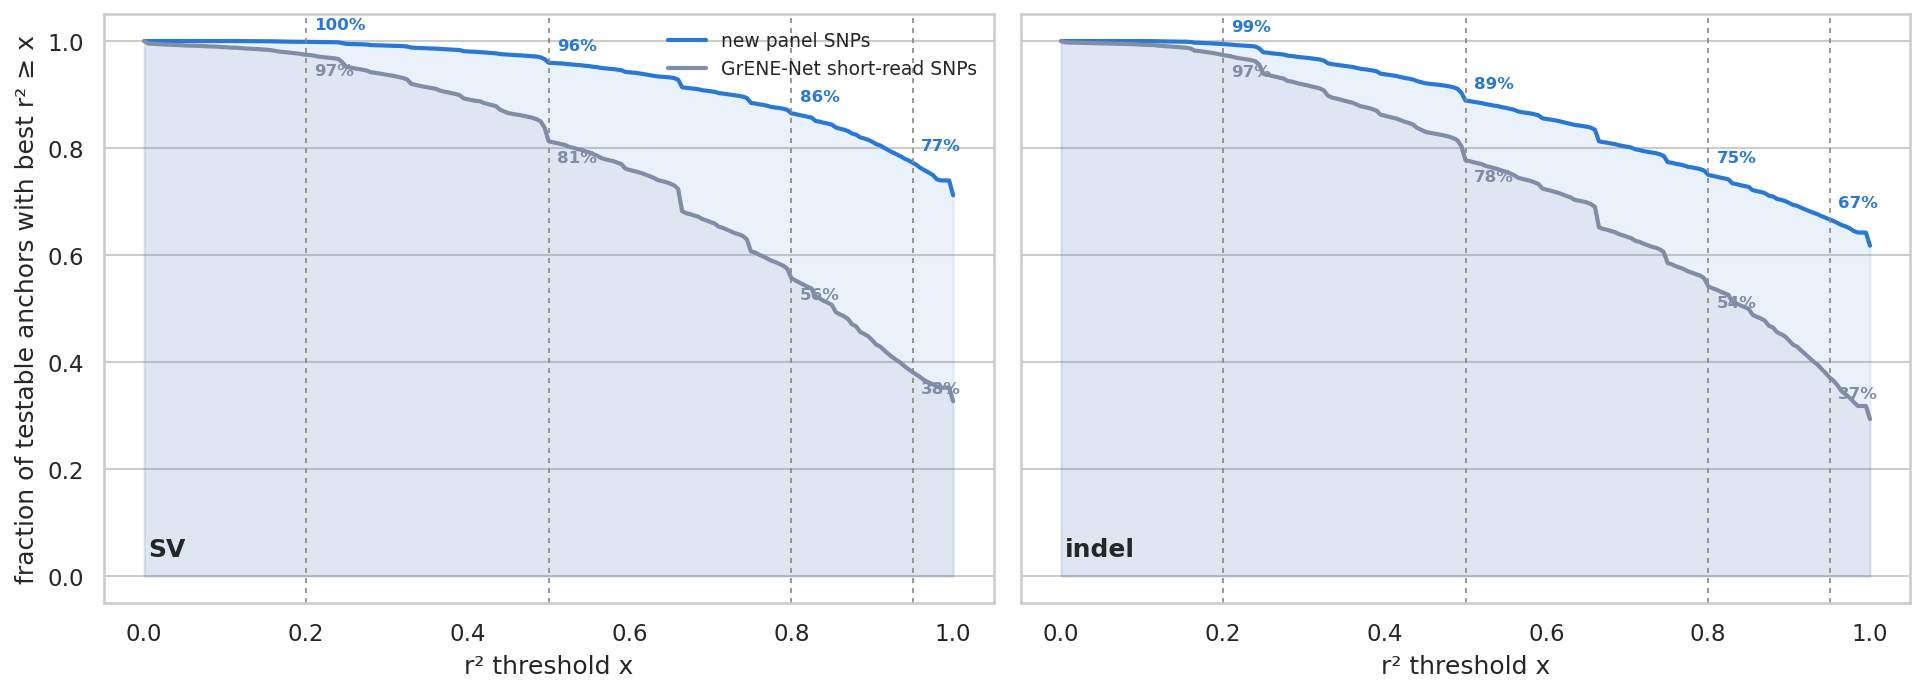 fraction of testable anchors with best r² ≥ x
1.0
0.8
0.6
0.4
0.2
0.0
100%
96%
86%
77%
97%
81%
56%
38%
new panel SNPs
GrENE-Net short-read SNPs
SV
0.0 0.2 0.4 0.6 0.8 1.0
r² threshold x
99%
89%
75%
67%
97%
78%
54%
37%
indel
0.0 0.2 0.4 0.6 0.8 1.0
r² threshold x